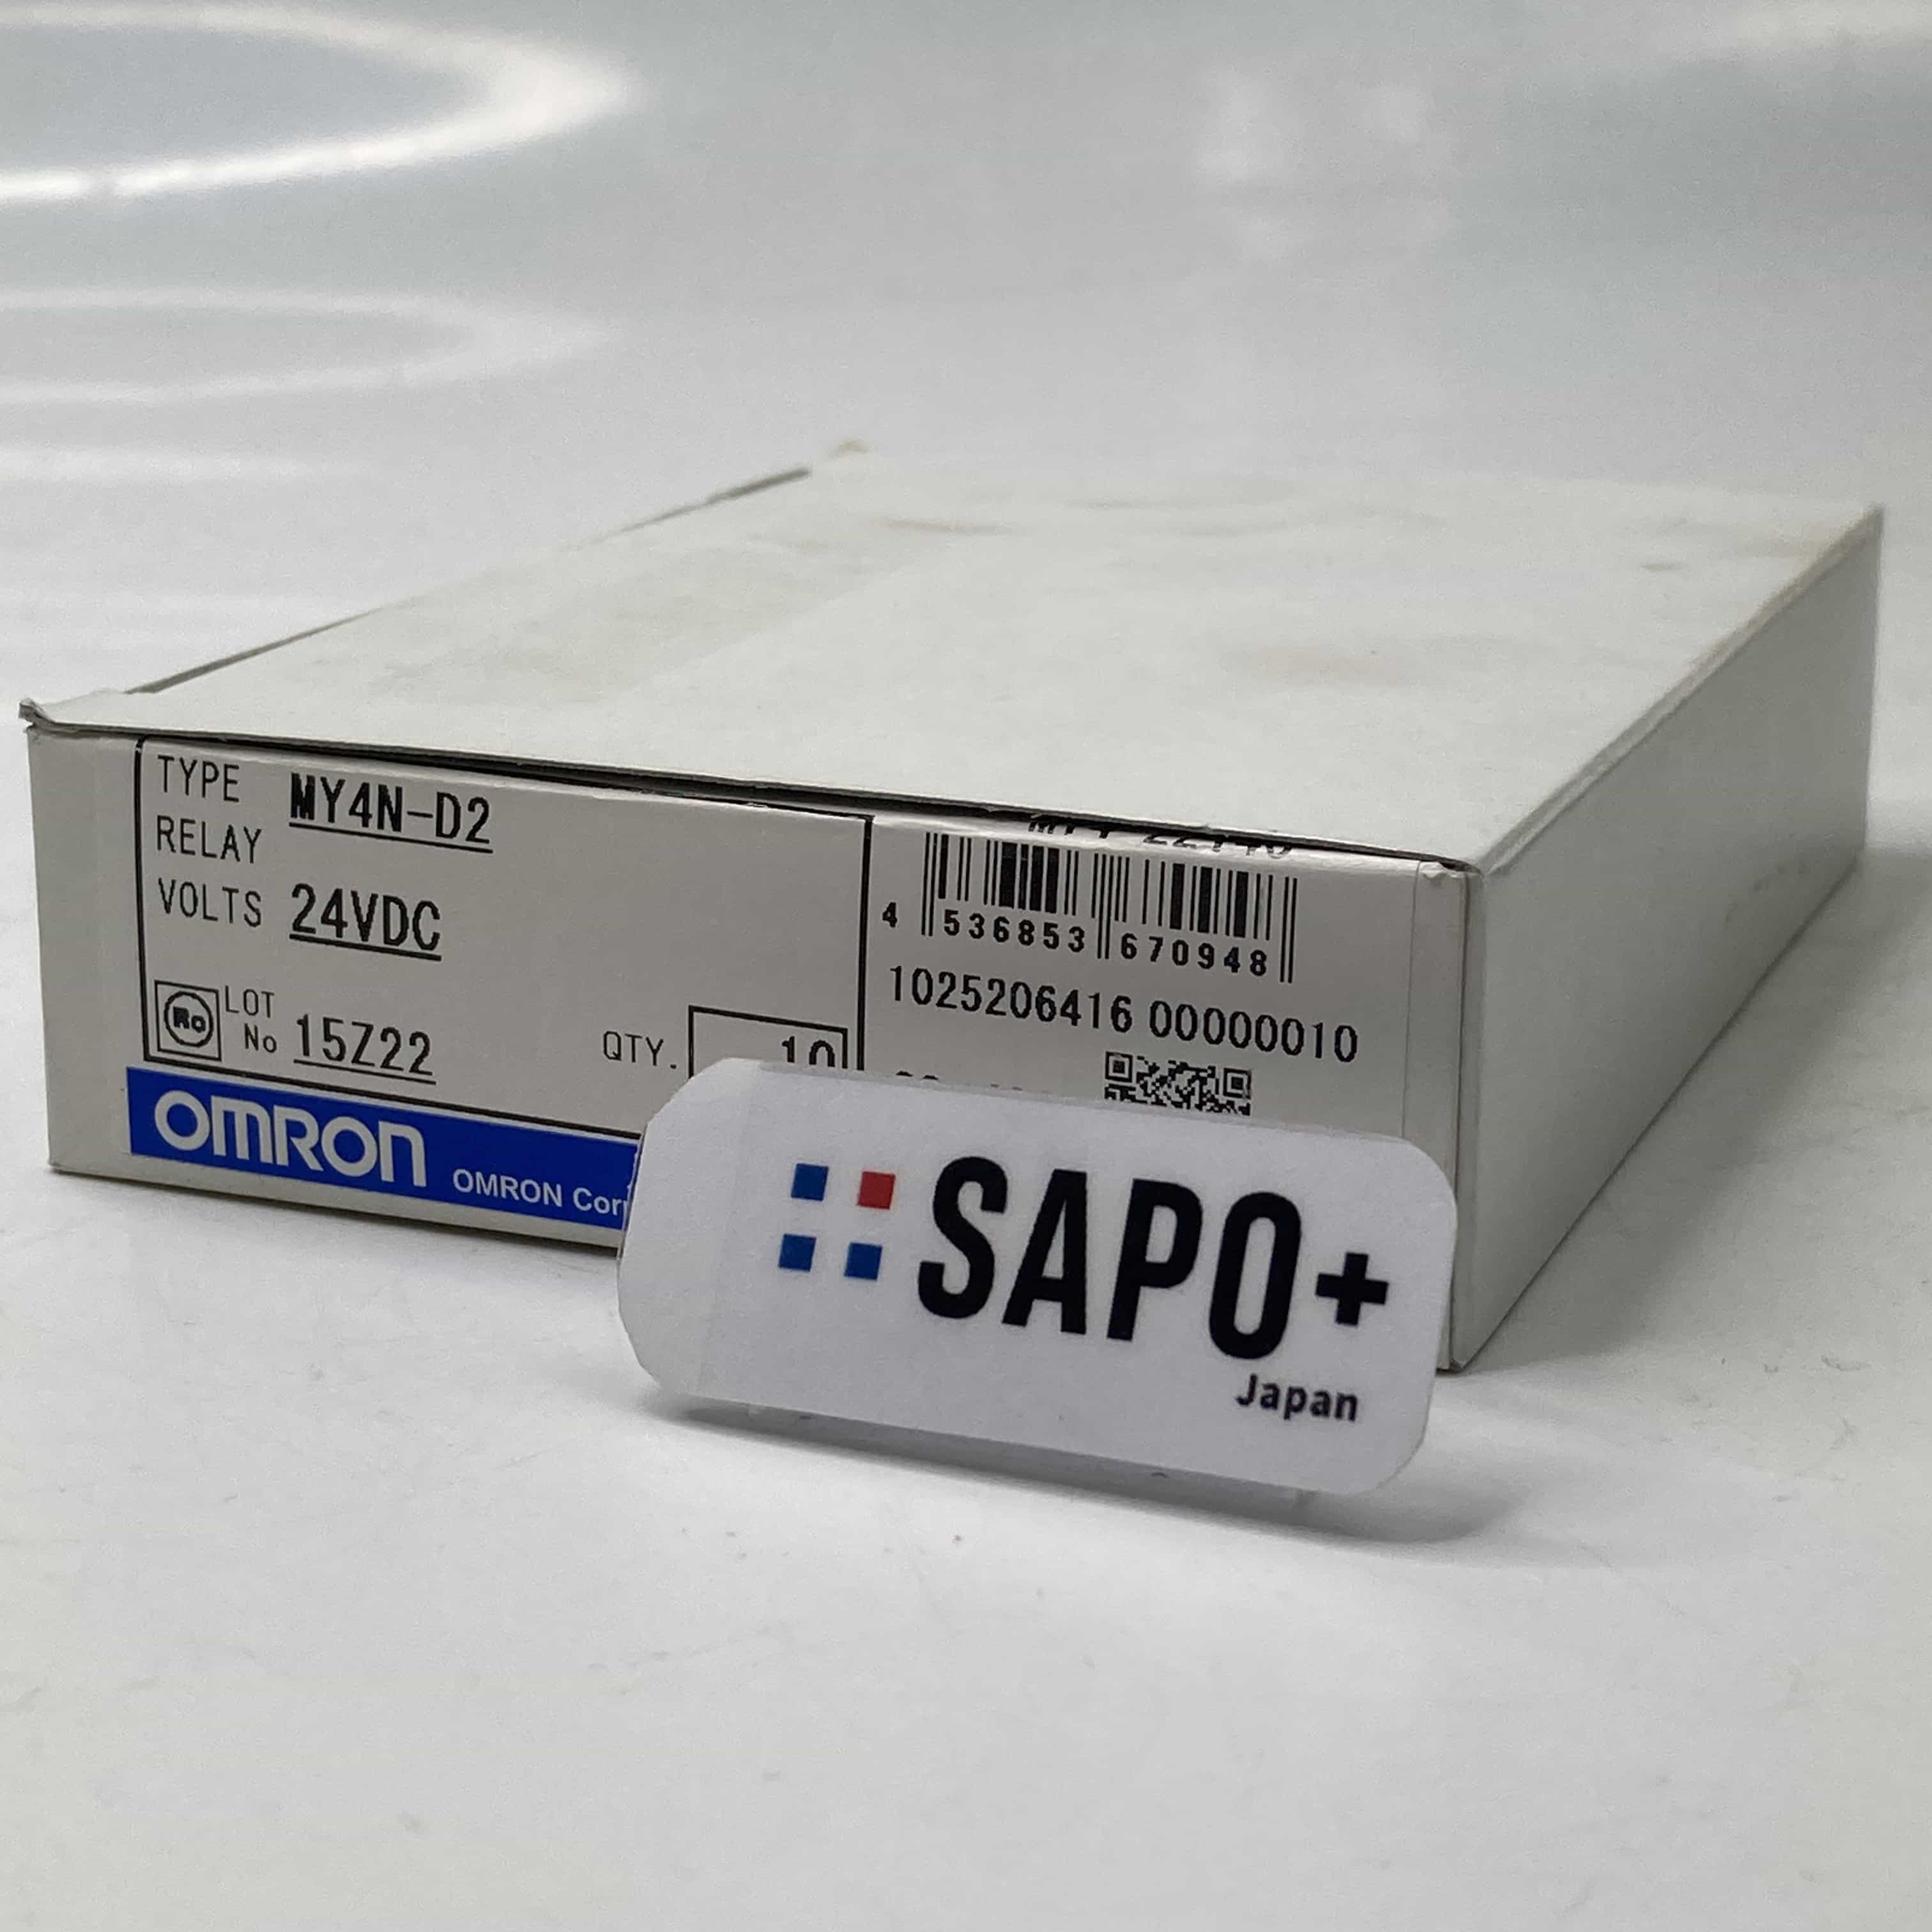 TYPE MY4N-D2
RELAY
VOLTS 24VDC
LOT
No 15Z22
QTY. 10
OMRON OMRON
4 536853 670948
1025206416 00000010
SAPO+
Japan